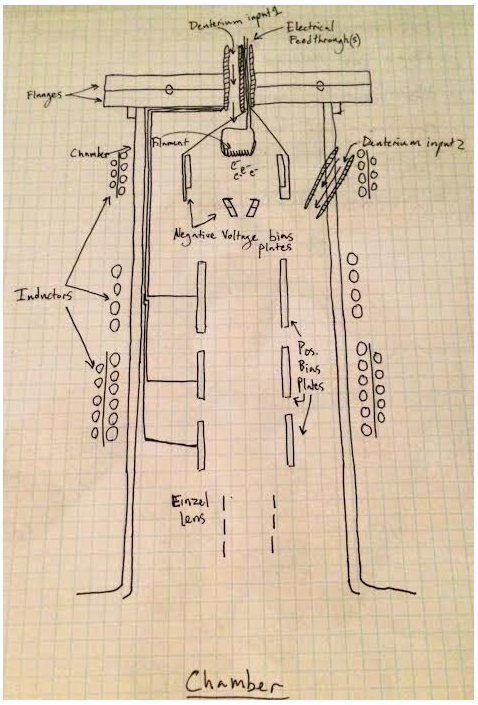 Deuterium input 1
Electrical
Feedthrough(s)
Flanges
Chamber
Filament
Deuterium input 2
e- e- e- e-
Negative Voltage bias
plates
Inductors
Pos.
Bias
Plates
Einzel
Lens
Chamber